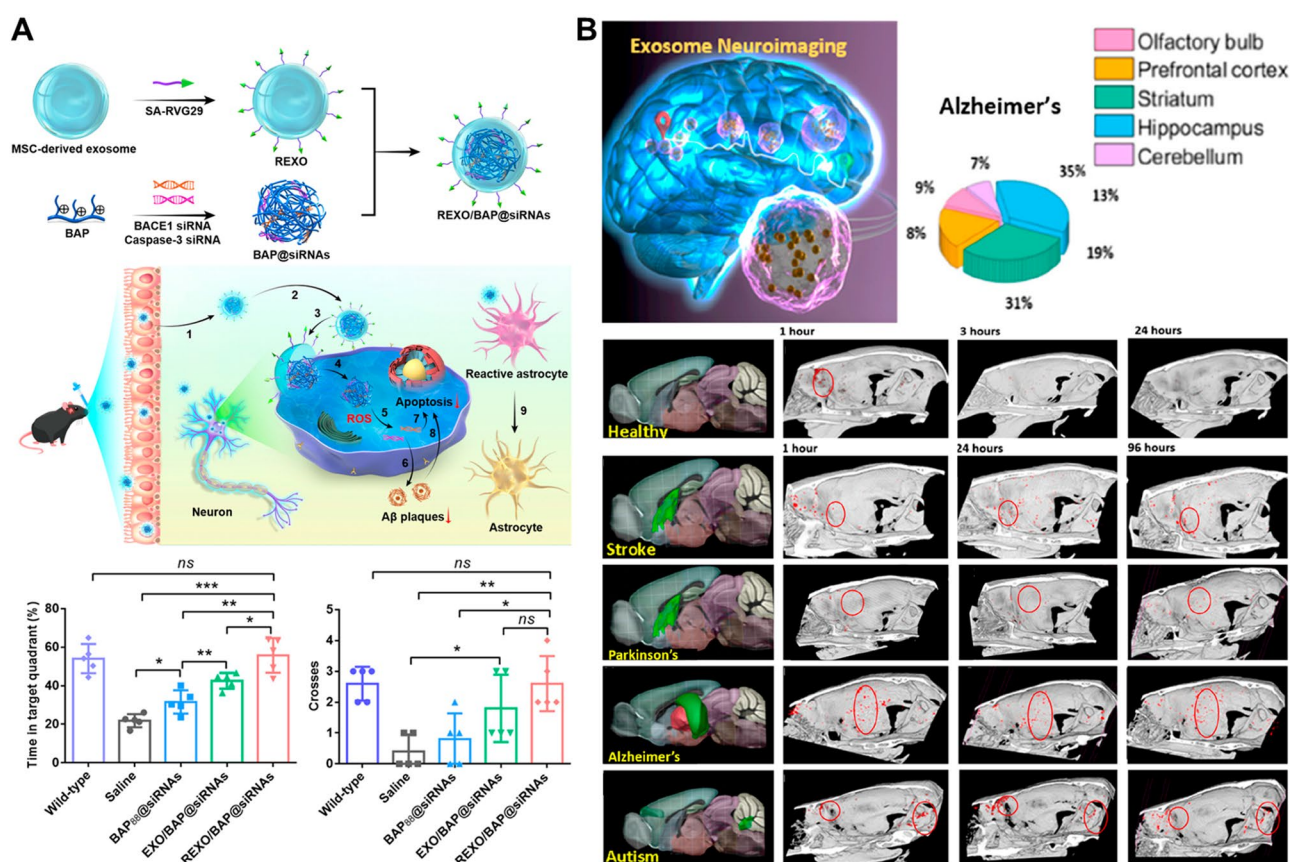 A
SA-RVG29
MSC-derived exosome
REXO
BAP
BACE1 siRNA
Caspase-3 siRNA
BAP@siRNAs
REXO/BAP@siRNAs
1
2
3
4
ROS
5
6
7
8
Apoptosis
Neuron
Aβ plaques
Reactive astrocyte
9
Astrocyte
ns
***
**
*
**
*
Time in target quadrant (%)
80
60
40
20
0
Wild-type
Saline
BAP88@siRNAs
EXO/BAP@siRNAs
REXO/BAP@siRNAs
ns
**
*
ns
*
Crosses
5
4
3
2
1
0
Wild-type
Saline
BAP88@siRNAs
EXO/BAP@siRNAs
REXO/BAP@siRNAs
B
Exosome Neuroimaging
Olfactory bulb
Prefrontal cortex
Striatum
Hippocampus
Cerebellum
Alzheimer's
7%
35%
9%
13%
8%
19%
31%
1 hour
3 hours
24 hours
Healthy
1 hour
24 hours
96 hours
Stroke
Parkinson's
Alzheimer's
Autism